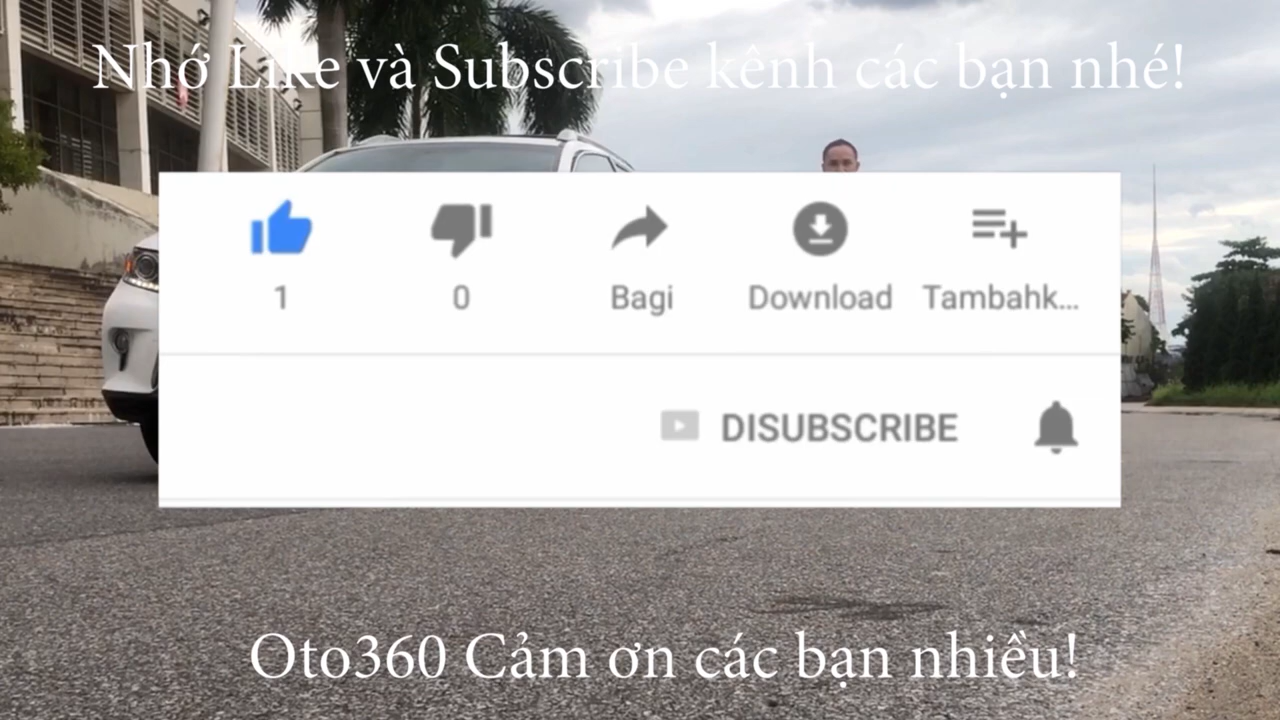 Nhớ Like và Subscribe kênh các bạn nhé!
1 0 Bagi Download Tambahk...
DISUBSCRIBE
Oto360 Cảm ơn các bạn nhiều!